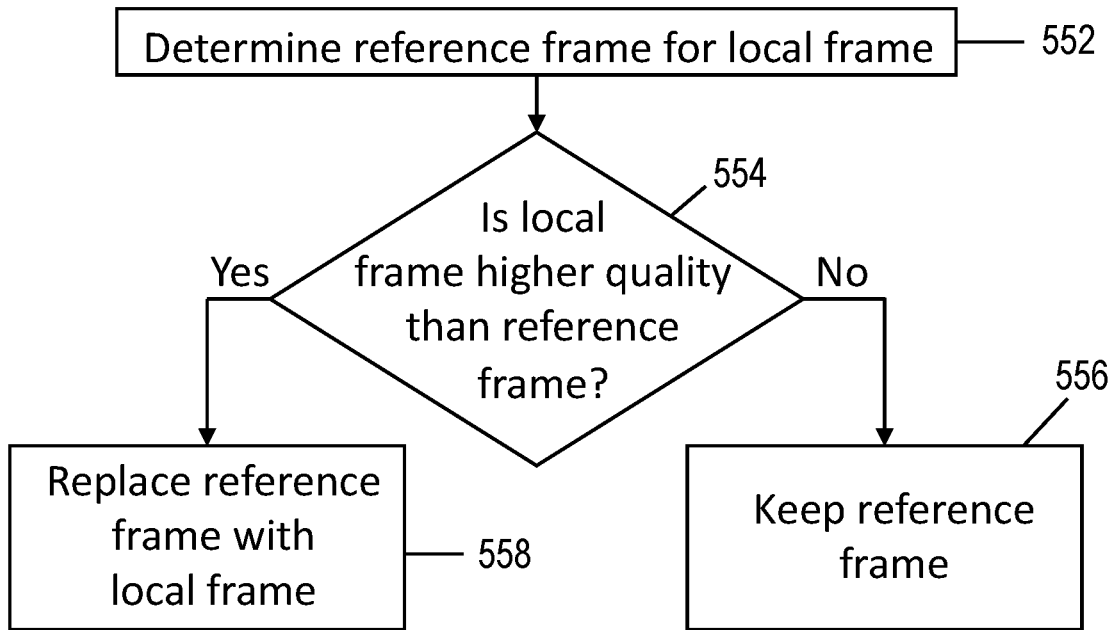 Determine reference frame for local frame
552
554
Is local
frame higher quality
than reference
frame?
Yes
No
556
Replace reference
frame with
local frame
558
Keep reference
frame